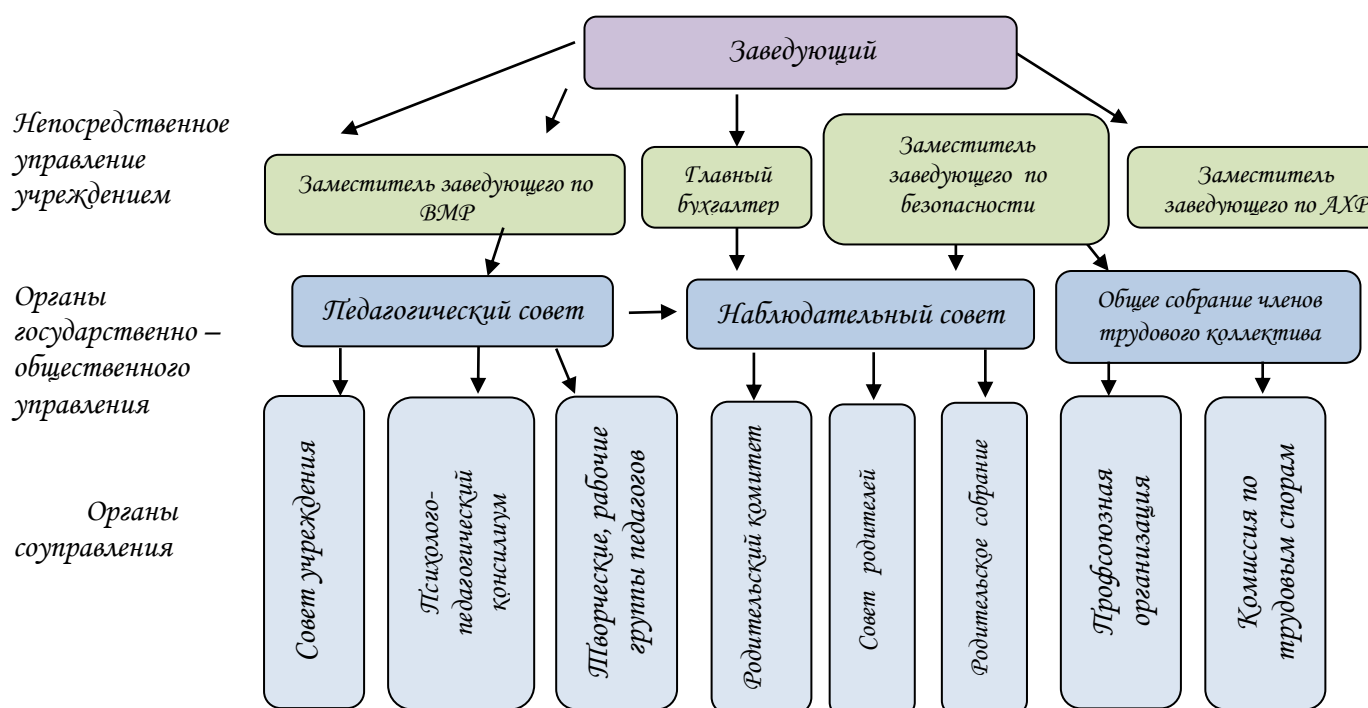 Заведующий
Непосредственное
управление
учреждением
Заместитель заведующего по
ВМР
Главный
бухгалтер
Заместитель
заведующего по
безопасности
Заместитель
заведующего по АХР
Органы
государственно –
общественного
управления
Педагогический совет
Наблюдательный совет
Общее собрание членов
трудового коллектива
Органы
соуправления
Совет учреждения
Психолого-
педагогический
консилиум
Творческие, рабочие
группы педагогов
Родительский комитет
Совет родителей
Родительское собрание
Профсоюзная
организация
Комиссия по
трудовым спорам